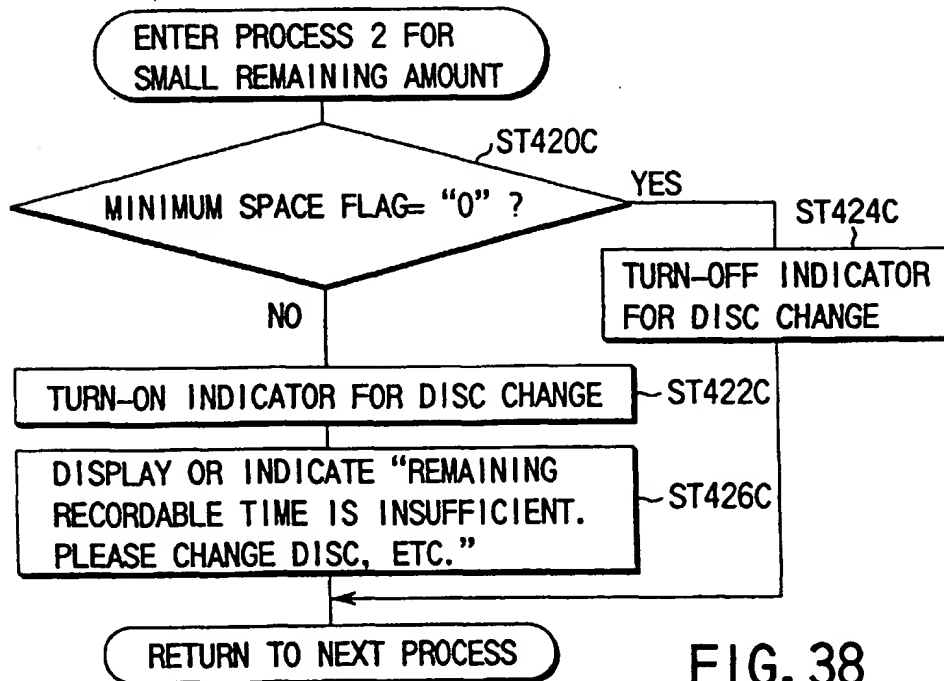 ENTER PROCESS 2 FOR
SMALL REMAINING AMOUNT
ST420C
MINIMUM SPACE FLAG= “0” ?
YES
ST424C
TURN-OFF INDICATOR
FOR DISC CHANGE
NO
TURN-ON INDICATOR FOR DISC CHANGE
ST422C
DISPLAY OR INDICATE “REMAINING
RECORDABLE TIME IS INSUFFICIENT.
PLEASE CHANGE DISC, ETC.”
ST426C
RETURN TO NEXT PROCESS
FIG. 38